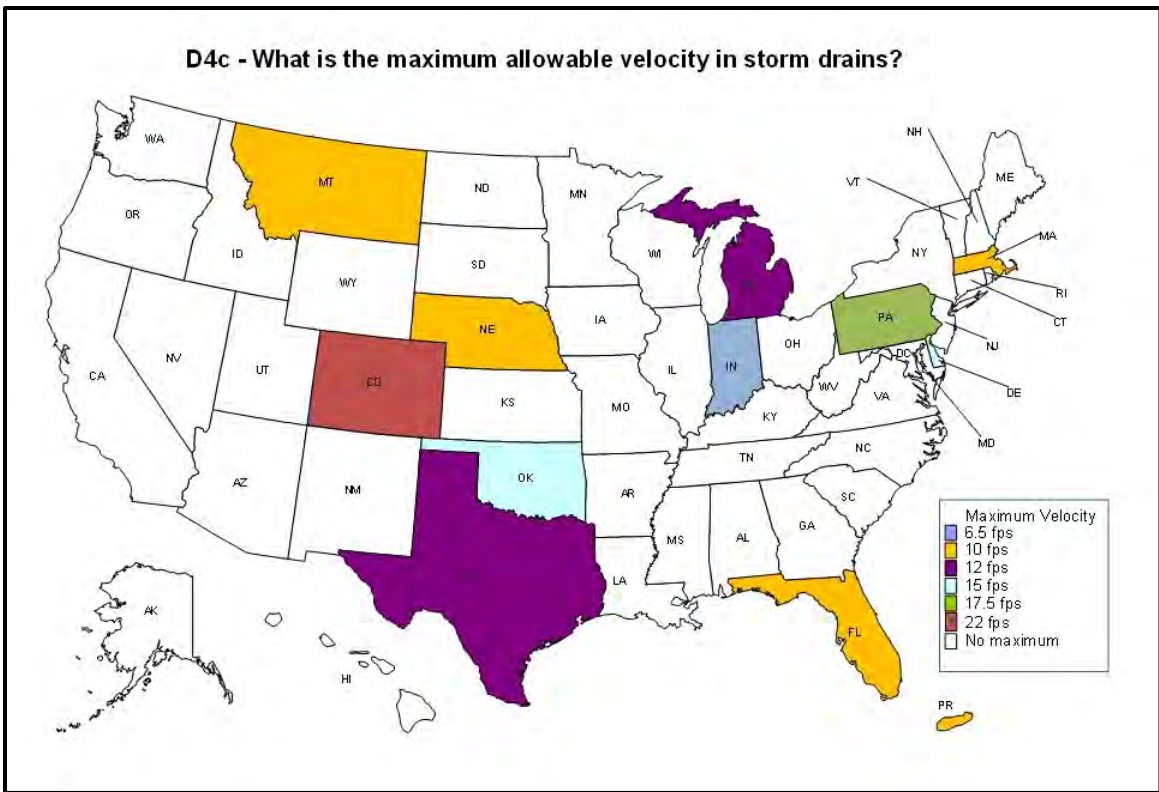 D4c - What is the maximum allowable velocity in storm drains?
WA
MT
ND
MN
OR
ID
WY
SD
WI
NH
VT
ME
NY
MA
RI
CT
NE
IA
PA
NJ
NV
UT
CO
IL
IN
OH
DC
DE
CA
KS
MO
WV
VA
KY
MD
AZ
NM
OK
AR
TN
NC
SC
MS
AL
GA
LA
FL
AK
HI
PR
Maximum Velocity
6.5 fps
10 fps
12 fps
15 fps
17.5 fps
22 fps
No maximum